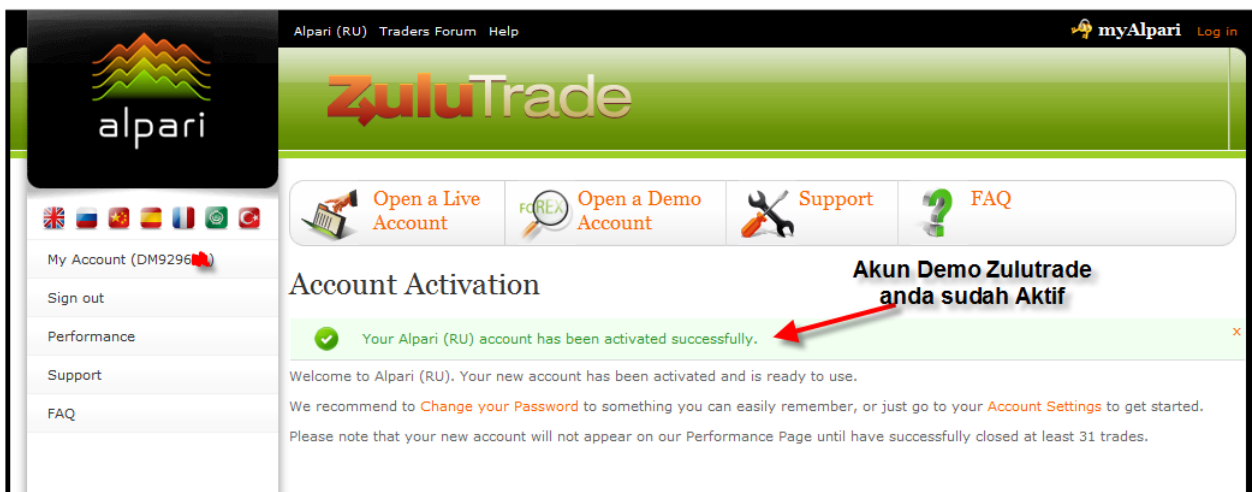 Alpari (RU) Traders Forum Help
myAlpari Log in
alpari
ZuluTrade
Open a Live Account
FOREX
Open a Demo Account
Support
FAQ
My Account (DM9296)
Sign out
Performance
Support
FAQ
Account Activation
Akun Demo Zulutrade
anda sudah Aktif
Your Alpari (RU) account has been activated successfully.
x
Welcome to Alpari (RU). Your new account has been activated and is ready to use.
We recommend to Change your Password to something you can easily remember, or just go to your Account Settings to get started.
Please note that your new account will not appear on our Performance Page until have successfully closed at least 31 trades.